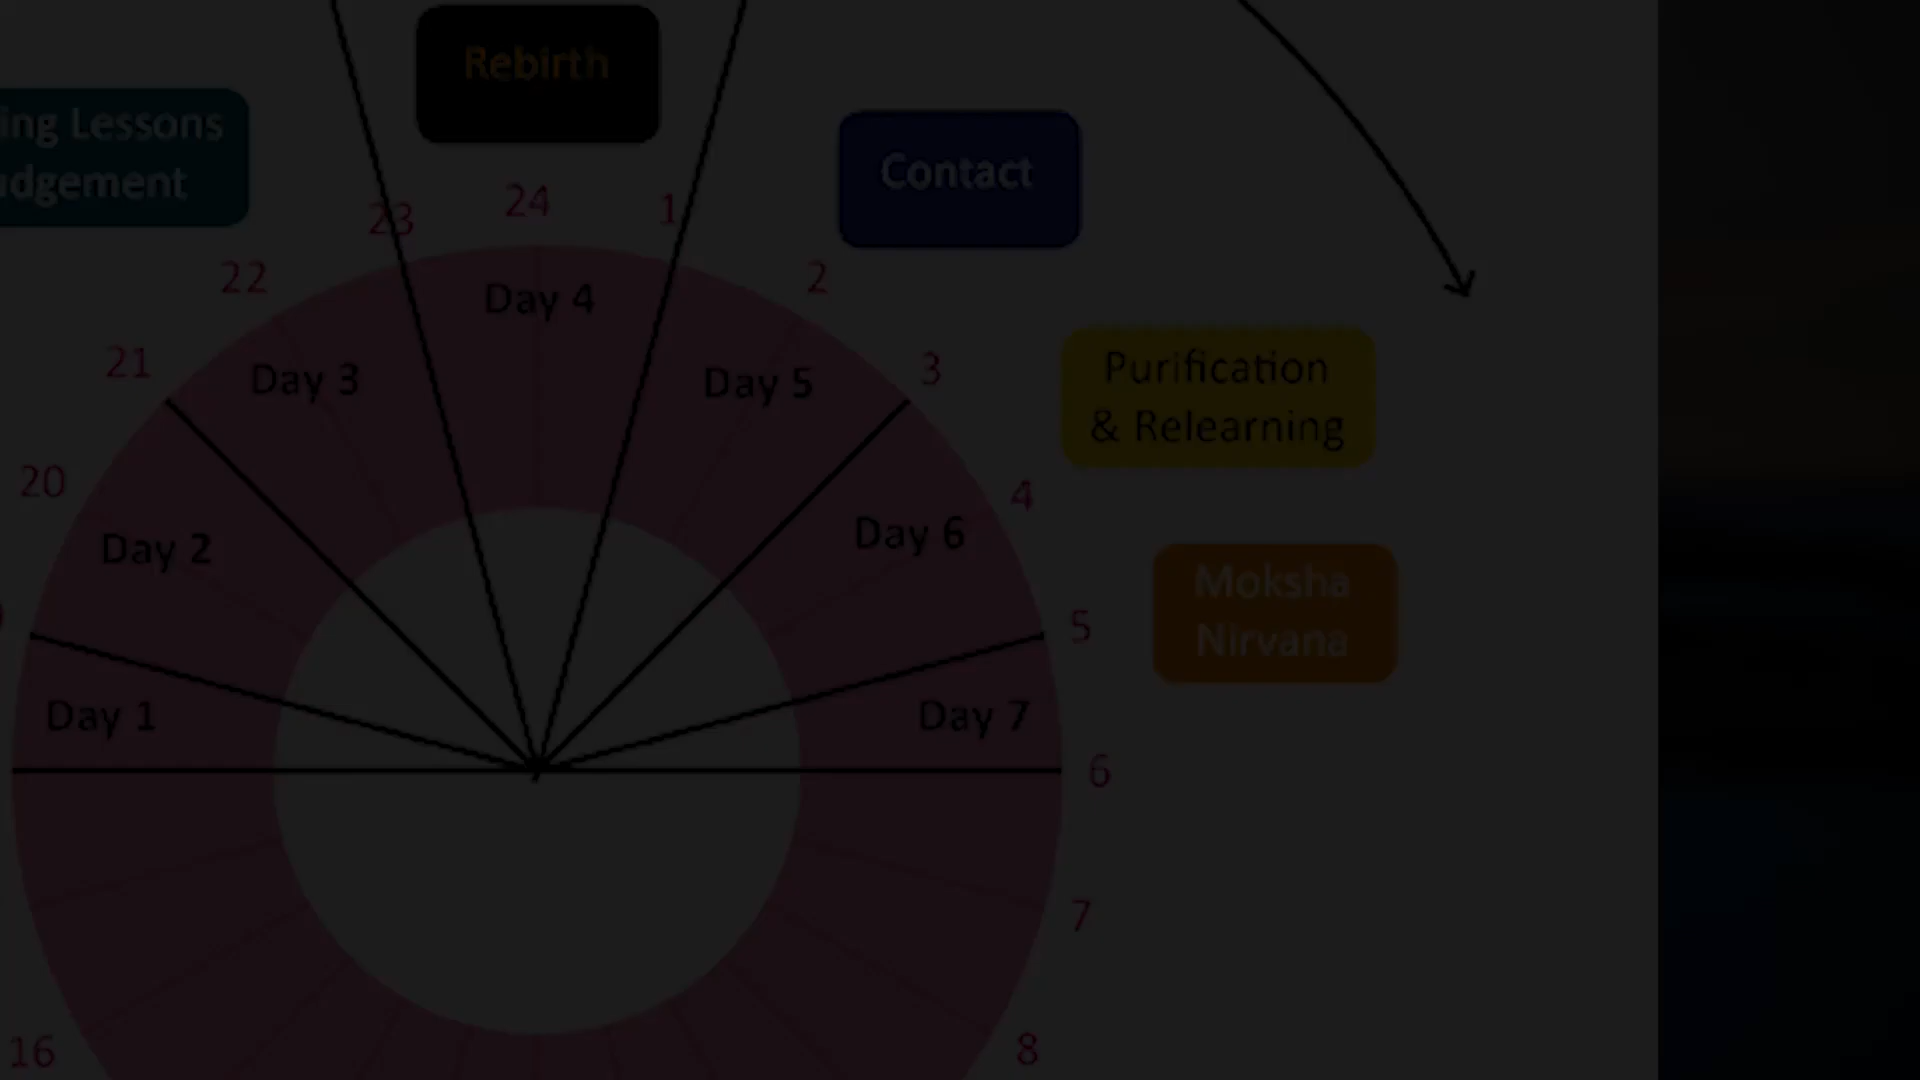 Rebirth
ing Lessons
udgement
Contact
23
24
1
22
2
Day 4
21
Day 3
Day 5
3
Purification
& Relearning
20
4
Day 2
Day 6
Moksha
Nirvana
5
Day 1
Day 7
6
7
16
8